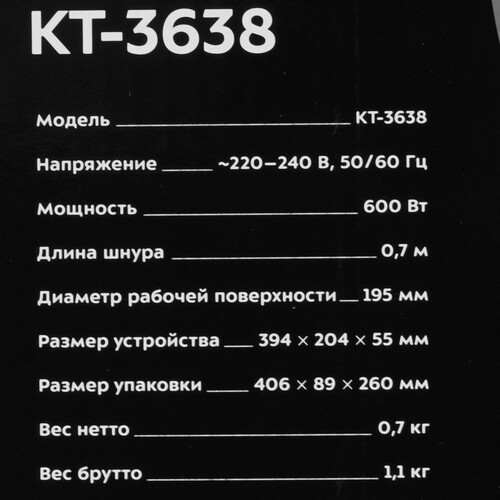 KT-3638
Модель KT-3638
Напряжение ~220–240 В, 50/60 Гц
Мощность 600 Вт
Длина шнура 0,7 м
Диаметр рабочей поверхности 195 мм
Размер устройства 394 × 204 × 55 мм
Размер упаковки 406 × 89 × 260 мм
Вес нетто 0,7 кг
Вес брутто 1,1 кг